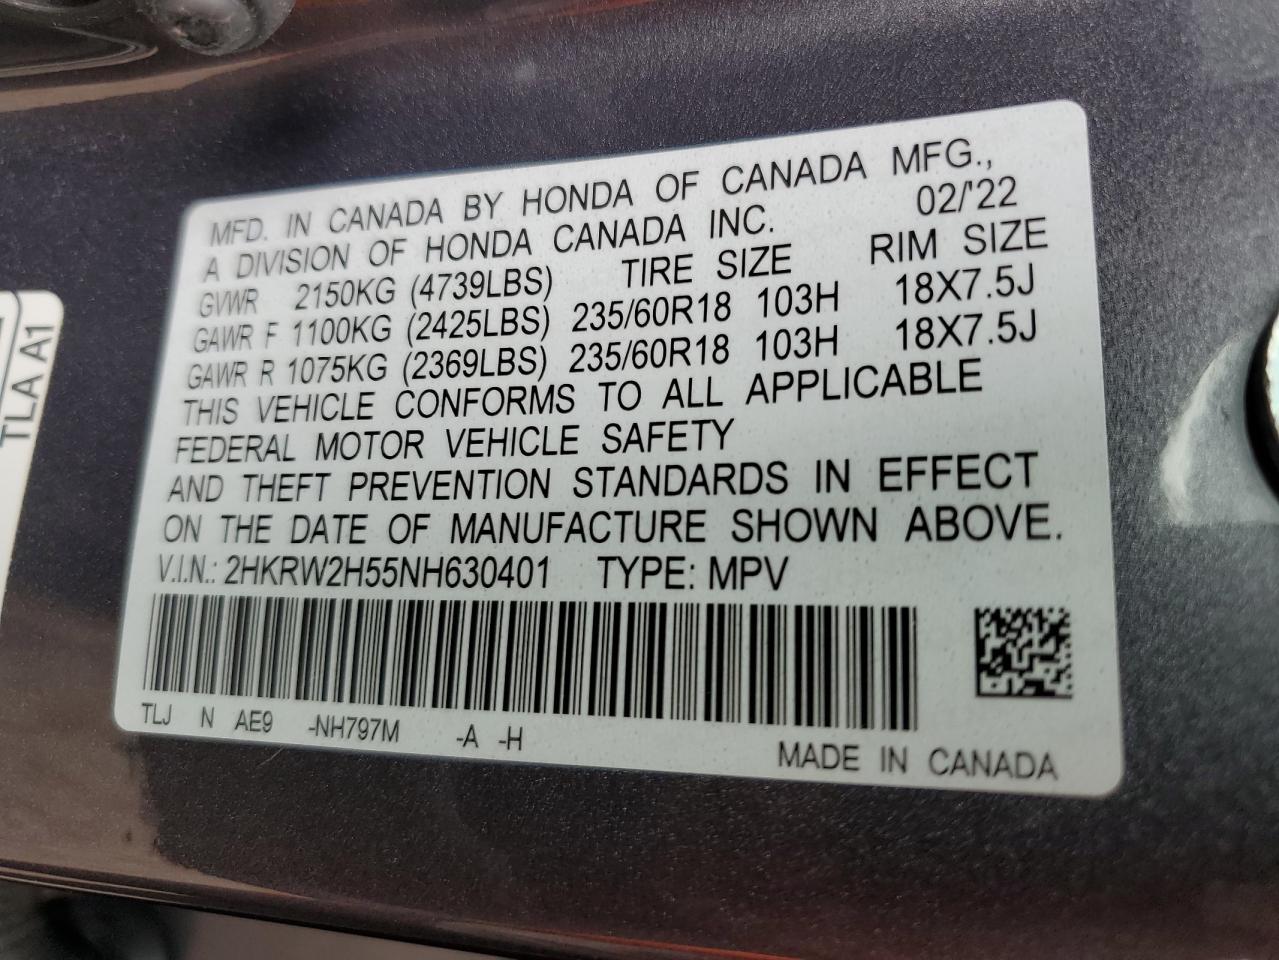 MFD. IN CANADA BY HONDA OF CANADA MFG.,
A DIVISION OF HONDA CANADA INC. 02/'22
GVWR 2150KG (4739LBS) TIRE SIZE RIM SIZE
GAWR F 1100KG (2425LBS) 235/60R18 103H 18X7.5J
GAWR R 1075KG (2369LBS) 235/60R18 103H 18X7.5J
THIS VEHICLE CONFORMS TO ALL APPLICABLE
FEDERAL MOTOR VEHICLE SAFETY
AND THEFT PREVENTION STANDARDS IN EFFECT
ON THE DATE OF MANUFACTURE SHOWN ABOVE.
V.I.N.: 2HKRW2H55NH630401 TYPE: MPV
TLJ N AE9 -NH797M -A -H
MADE IN CANADA
TLA A1